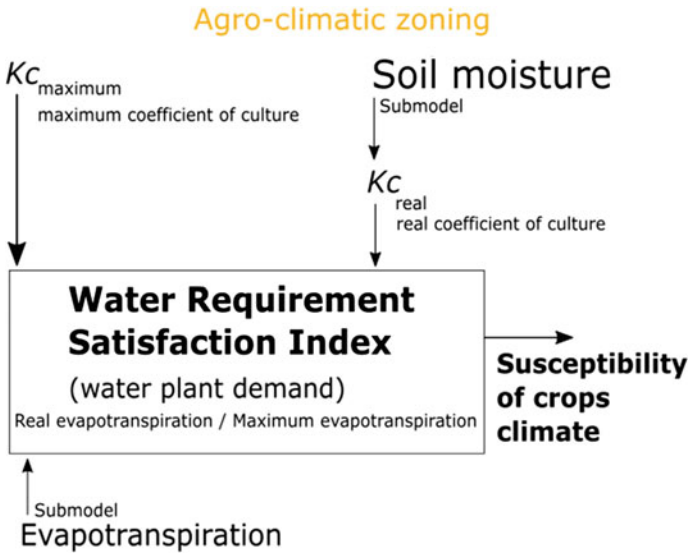 Agro-climatic zoning
Kc maximum
maximum coefficient of culture
Soil moisture
Submodel
Kc real
real coefficient of culture
Water Requirement
Satisfaction Index
(water plant demand)
Real evapotranspiration / Maximum evapotranspiration
Susceptibility
of crops
climate
Submodel
Evapotranspiration